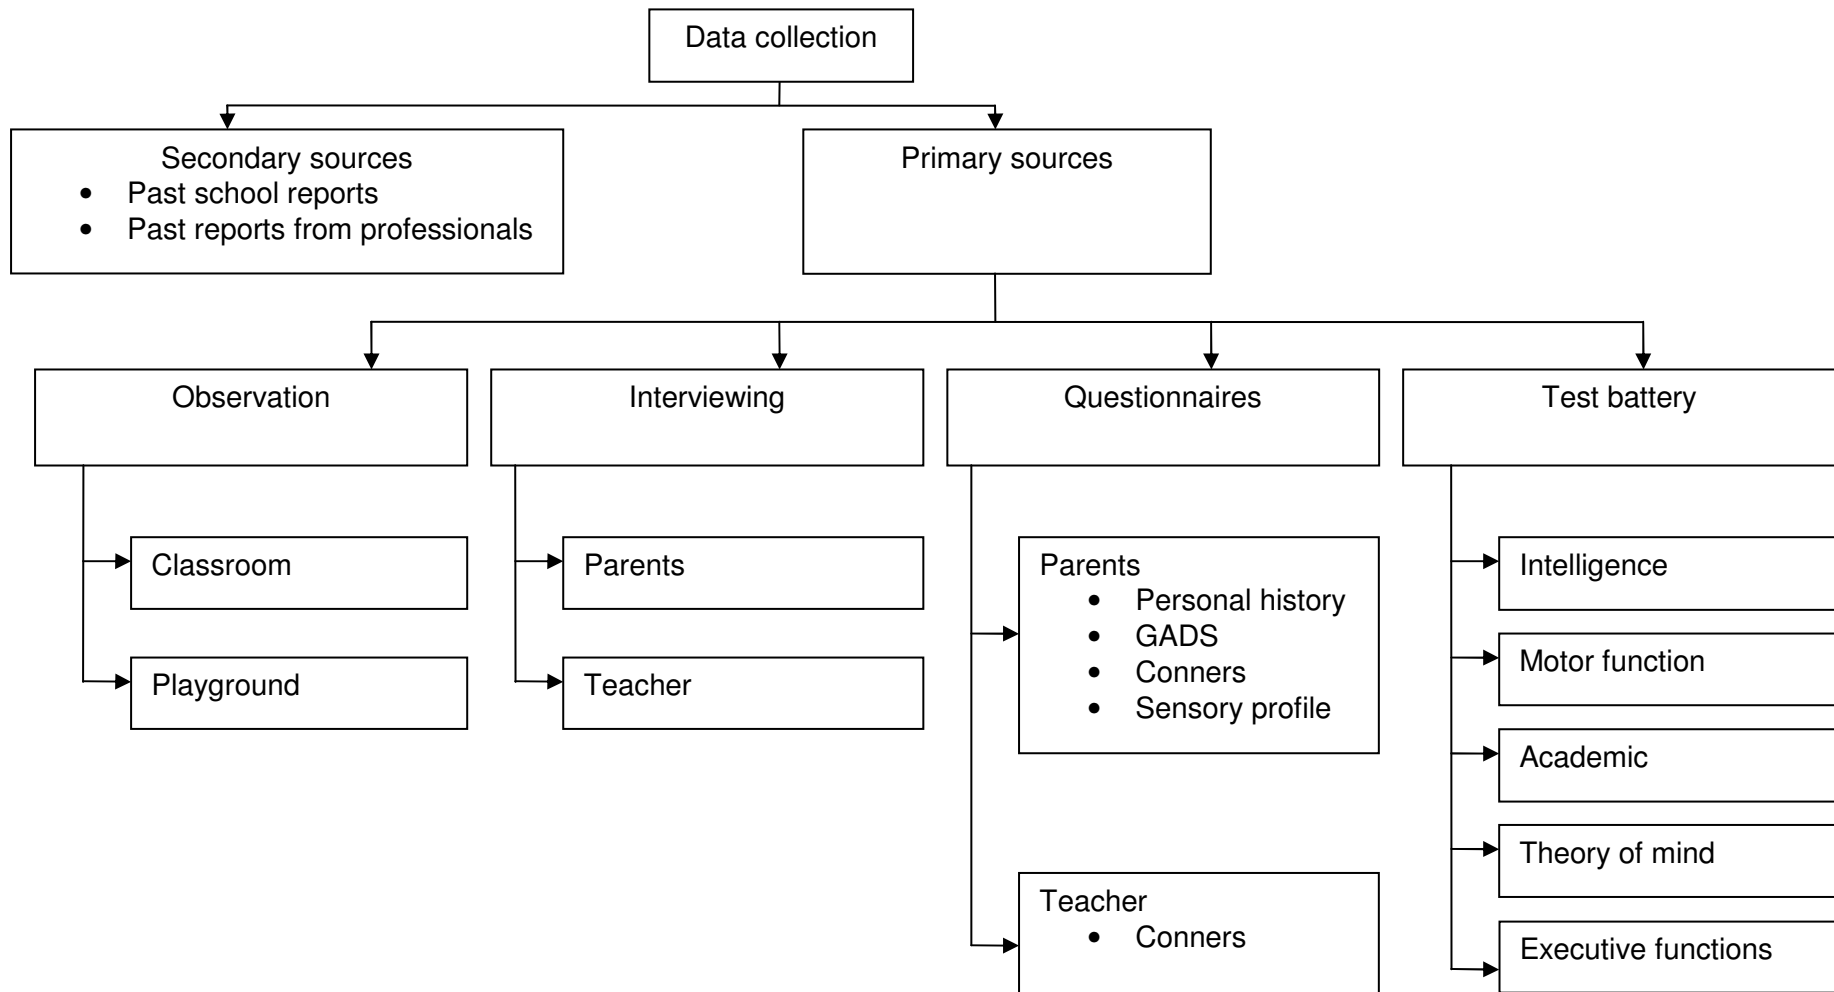 Data collection
Secondary sources
• Past school reports
• Past reports from professionals
Primary sources
Observation
Interviewing
Questionnaires
Test battery
Classroom
Playground
Parents
Teacher
Parents
• Personal history
• GADS
• Conners
• Sensory profile
Teacher
• Conners
Intelligence
Motor function
Academic
Theory of mind
Executive functions